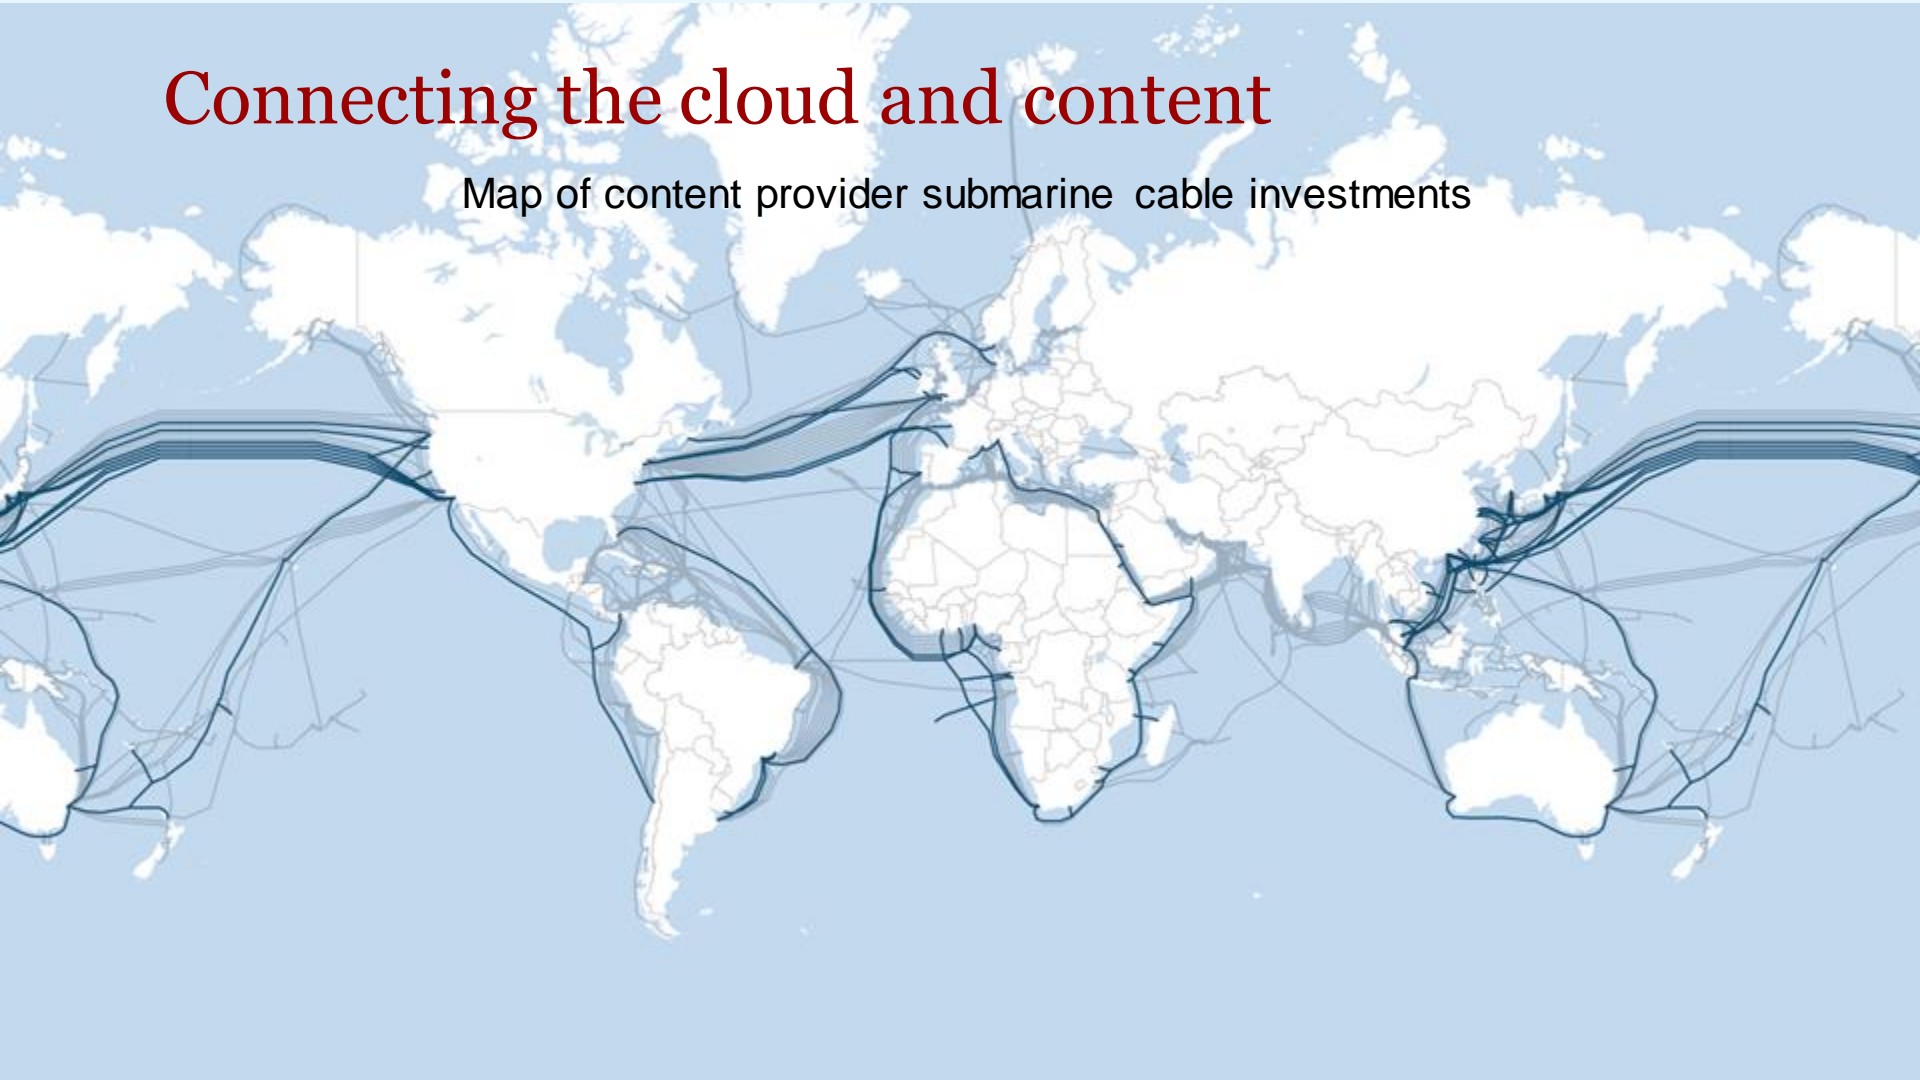 Connecting the cloud and content
Map of content provider submarine cable investments